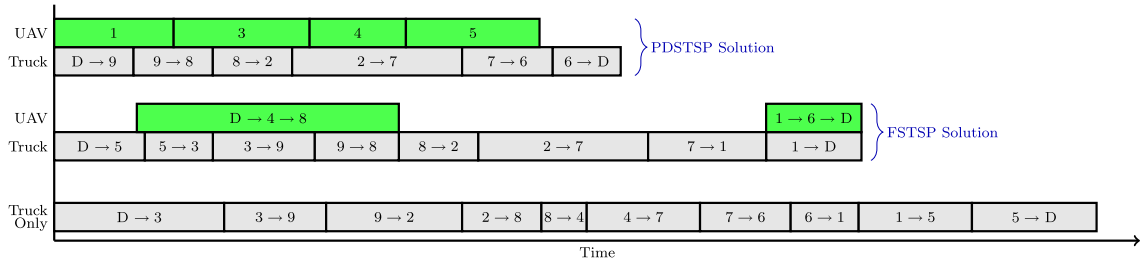 UAV 1 3 4 5
PDSTSP Solution
Truck D → 9 9 → 8 8 → 2 2 → 7 7 → 6 6 → D
UAV D → 4 → 8 1 → 6 → D
FSTSP Solution
Truck D → 5 5 → 3 3 → 9 9 → 8 8 → 2 2 → 7 7 → 1 1 → D
Truck
Only
D → 3 3 → 9 9 → 2 2 → 8 8 → 4 4 → 7 7 → 6 6 → 1 1 → 5 5 → D
Time